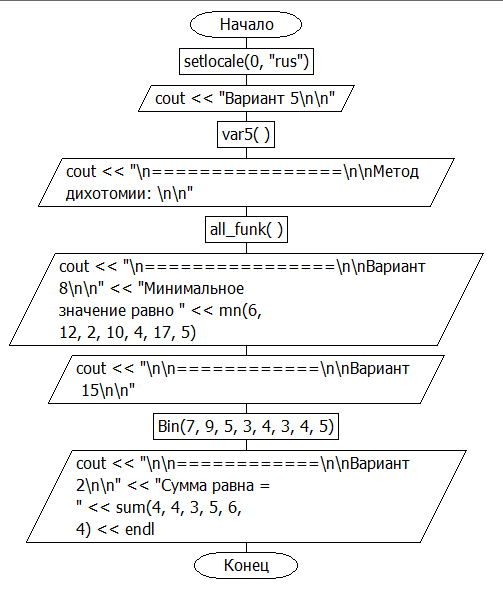 Начало
setlocale(0, "rus")
cout << "Вариант 5\n\n"
var5( )
cout << "\n================\n\nМетод
дихотомии: \n\n"
all_funk( )
cout << "\n================\n\nВариант
8\n\n" << "Минимальное
значение равно " << mn(6,
12, 2, 10, 4, 17, 5)
cout << "\n\n============\n\nВариант
15\n\n"
Bin(7, 9, 5, 3, 4, 3, 4, 5)
cout << "\n\n============\n\nВариант
2\n\n" << "Сумма равна =
" << sum(4, 4, 3, 5, 6,
4) << endl
Конец